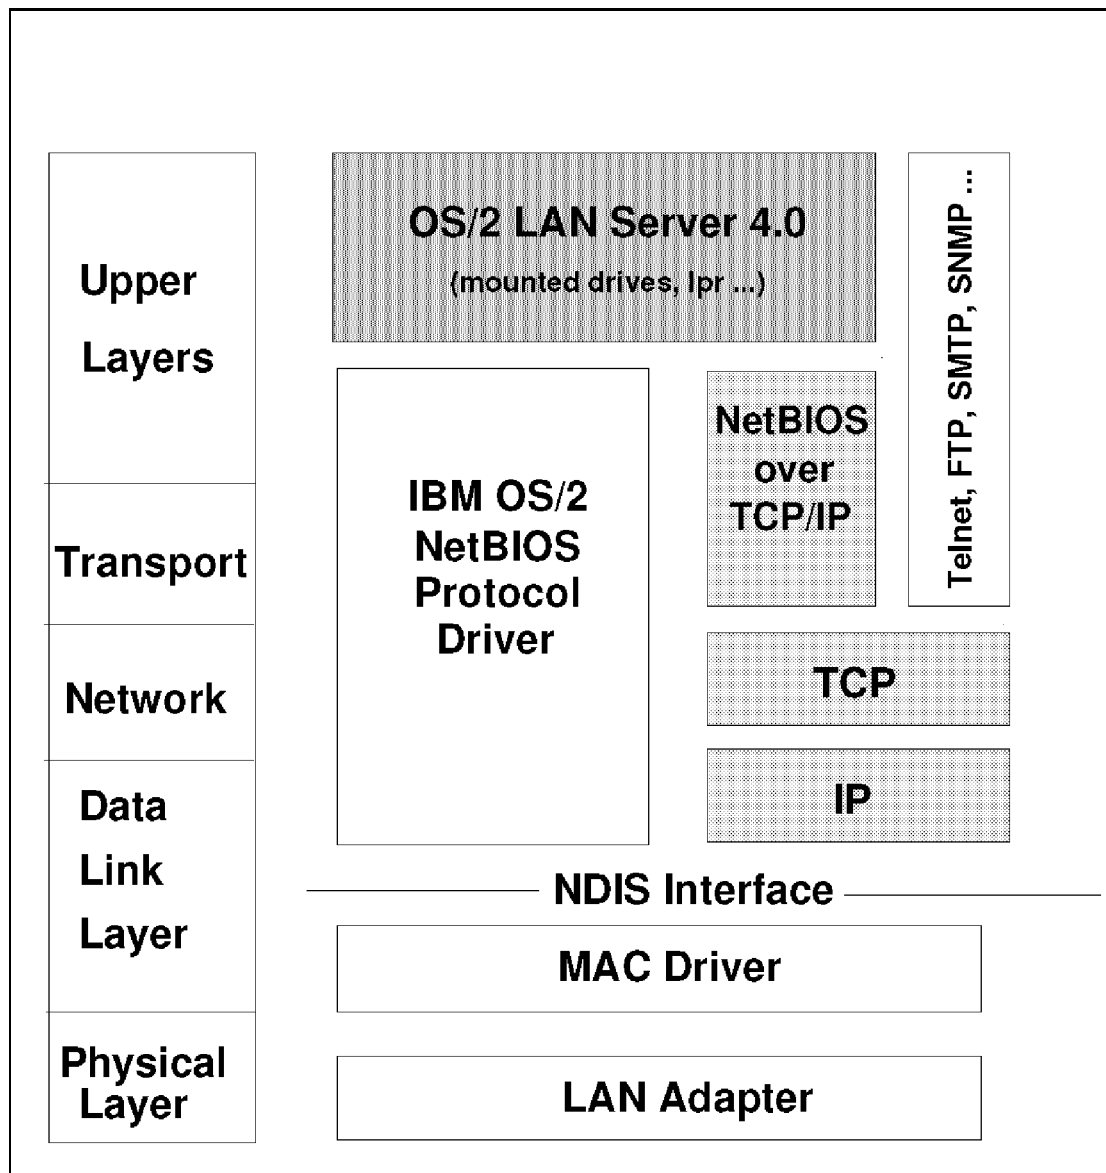 Upper
Layers
Transport
Network
Data
Link
Layer
Physical
Layer
OS/2 LAN Server 4.0
(mounted drives, lpr ...)
IBM OS/2
NetBIOS
Protocol
Driver
NetBIOS
over
TCP/IP
Telnet, FTP, SMTP, SNMP ...
TCP
IP
NDIS Interface
MAC Driver
LAN Adapter